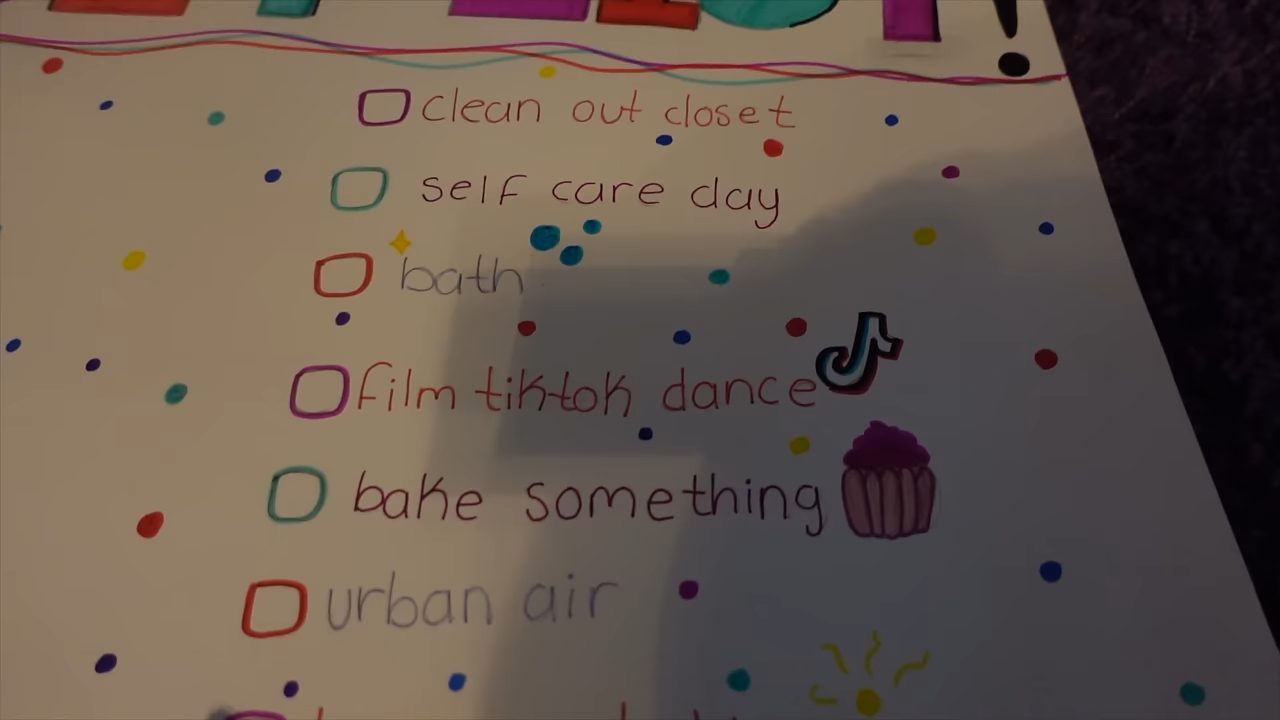 clean out closet
self care day
bath
film tiktok dance
bake something
urban air